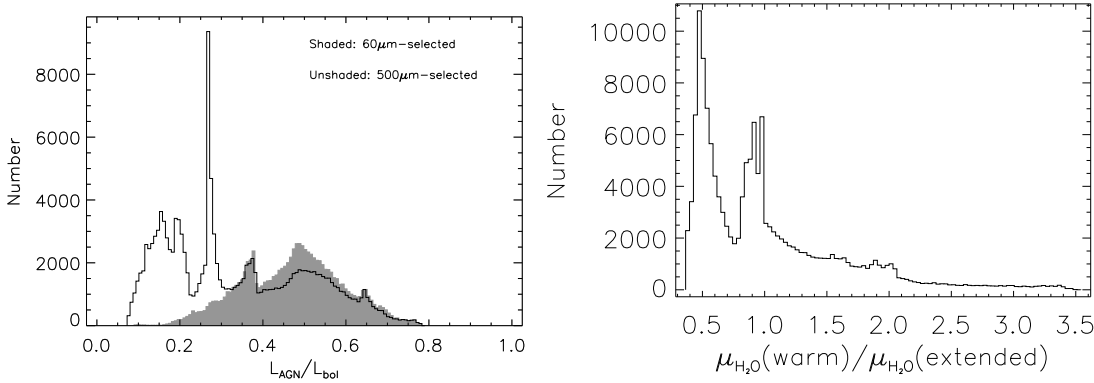 Shaded: 60μm-selected
Unshaded: 500μm-selected
Number
8000
6000
4000
2000
0
0.0 0.2 0.4 0.6 0.8 1.0
L_AGN/L_bol
Number
10000
8000
6000
4000
2000
0
0.5 1.0 1.5 2.0 2.5 3.0 3.5
μ_H₂O(warm)/μ_H₂O(extended)